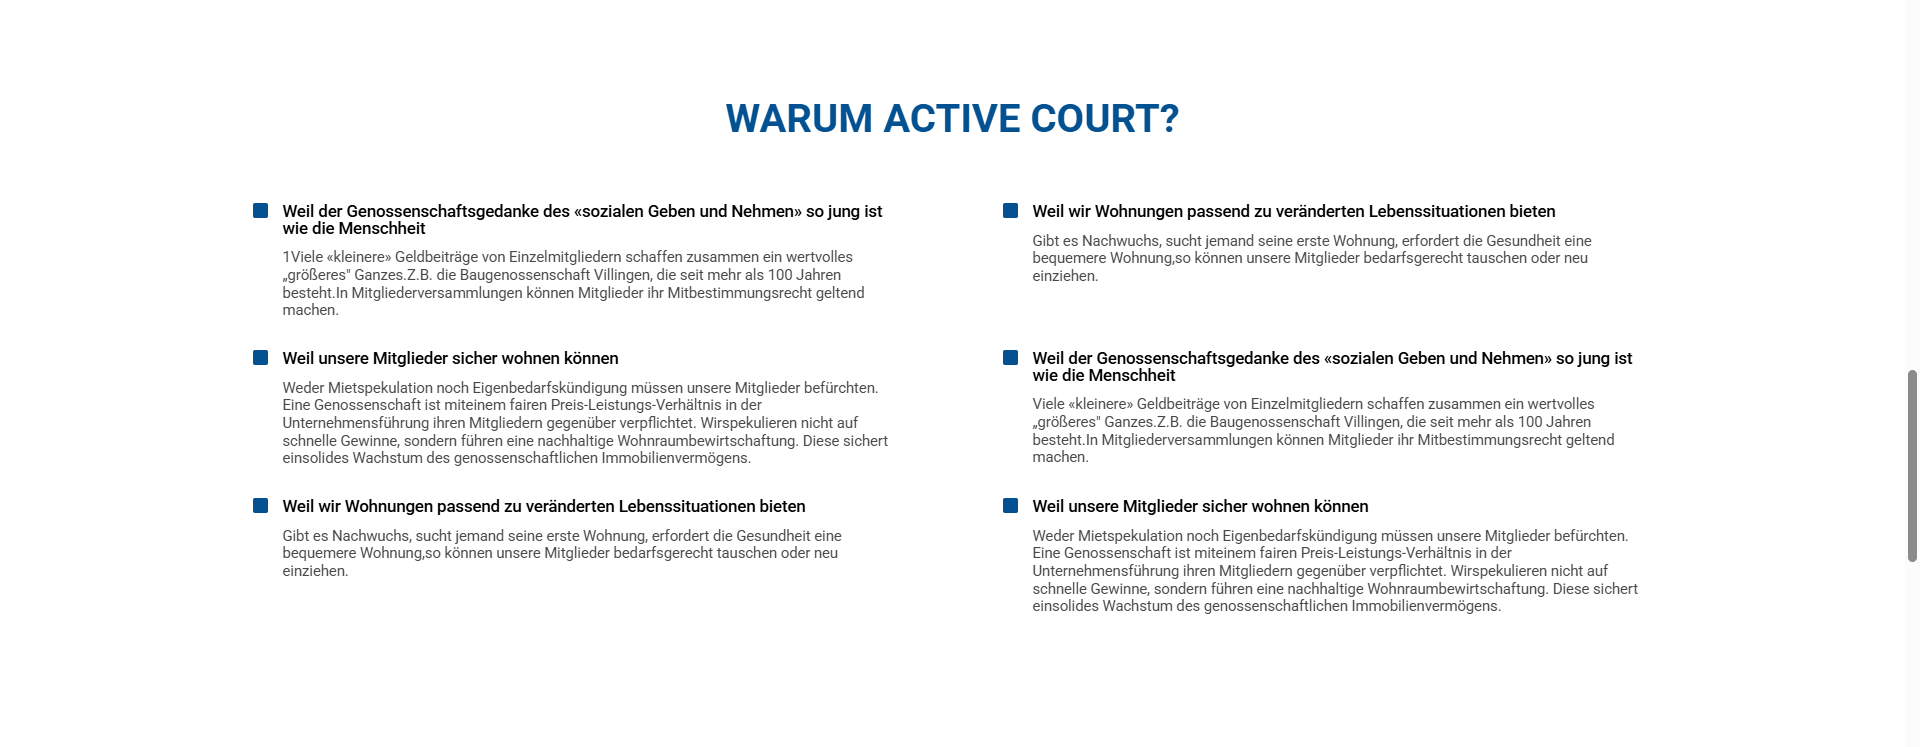 WARUM ACTIVE COURT?
Weil der Genossenschaftsgedanke des «sozialen Geben und Nehmen» so jung ist
wie die Menschheit
1Viele «kleinere» Geldbeiträge von Einzelmitgliedern schaffen zusammen ein wertvolles
„größeres" Ganzes.Z.B. die Baugenossenschaft Villingen, die seit mehr als 100 Jahren
besteht.In Mitgliederversammlungen können Mitglieder ihr Mitbestimmungsrecht geltend
machen.
Weil wir Wohnungen passend zu veränderten Lebenssituationen bieten
Gibt es Nachwuchs, sucht jemand seine erste Wohnung, erfordert die Gesundheit eine
bequemere Wohnung,so können unsere Mitglieder bedarfsgerecht tauschen oder neu
einziehen.
Weil unsere Mitglieder sicher wohnen können
Weder Mietspekulation noch Eigenbedarfskündigung müssen unsere Mitglieder befürchten.
Eine Genossenschaft ist miteinem fairen Preis-Leistungs-Verhältnis in der
Unternehmensführung ihren Mitgliedern gegenüber verpflichtet. Wirspekulieren nicht auf
schnelle Gewinne, sondern führen eine nachhaltige Wohnraumbewirtschaftung. Diese sichert
einsolides Wachstum des genossenschaftlichen Immobilienvermögens.
Weil der Genossenschaftsgedanke des «sozialen Geben und Nehmen» so jung ist
wie die Menschheit
Viele «kleinere» Geldbeiträge von Einzelmitgliedern schaffen zusammen ein wertvolles
„größeres" Ganzes.Z.B. die Baugenossenschaft Villingen, die seit mehr als 100 Jahren
besteht.In Mitgliederversammlungen können Mitglieder ihr Mitbestimmungsrecht geltend
machen.
Weil wir Wohnungen passend zu veränderten Lebenssituationen bieten
Gibt es Nachwuchs, sucht jemand seine erste Wohnung, erfordert die Gesundheit eine
bequemere Wohnung,so können unsere Mitglieder bedarfsgerecht tauschen oder neu
einziehen.
Weil unsere Mitglieder sicher wohnen können
Weder Mietspekulation noch Eigenbedarfskündigung müssen unsere Mitglieder befürchten.
Eine Genossenschaft ist miteinem fairen Preis-Leistungs-Verhältnis in der
Unternehmensführung ihren Mitgliedern gegenüber verpflichtet. Wirspekulieren nicht auf
schnelle Gewinne, sondern führen eine nachhaltige Wohnraumbewirtschaftung. Diese sichert
einsolides Wachstum des genossenschaftlichen Immobilienvermögens.